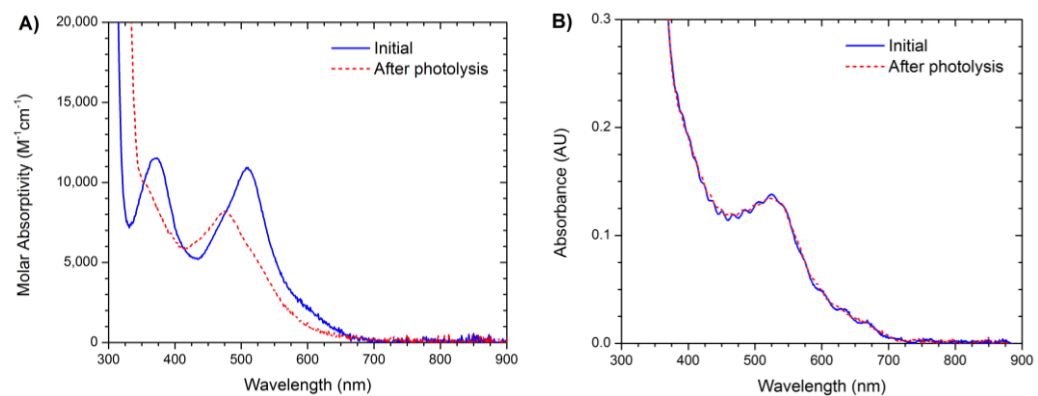 A)
20,000
15,000
10,000
5,000
0
300 400 500 600 700 800 900
Molar Absorptivity (M⁻¹cm⁻¹)
Wavelength (nm)
Initial
After photolysis
B)
0.3
0.2
0.1
0.0
300 400 500 600 700 800 900
Absorbance (AU)
Wavelength (nm)
Initial
After photolysis